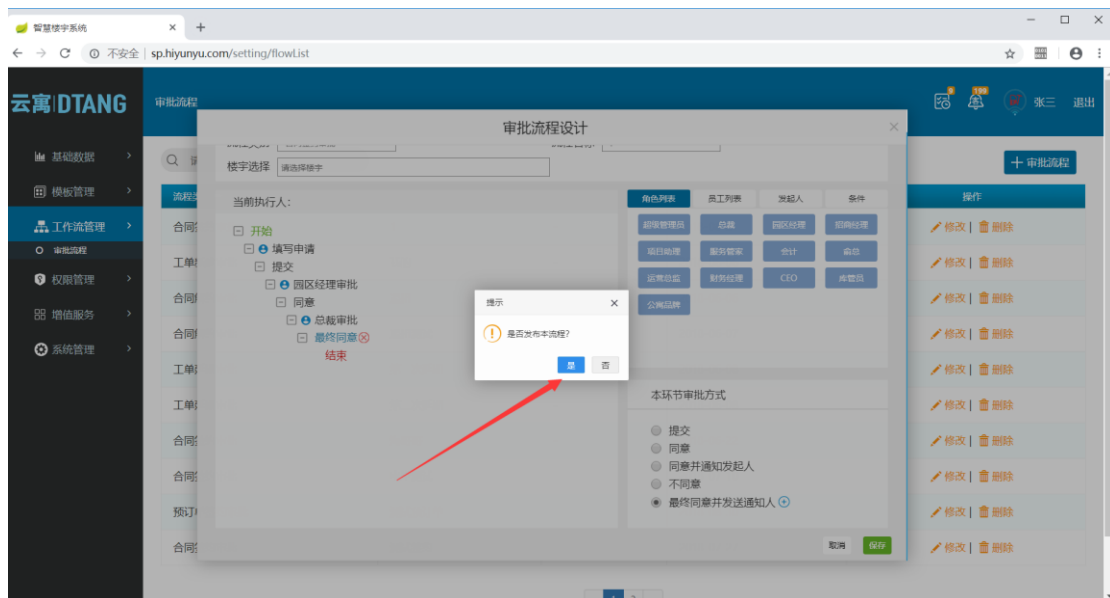 智慧楼宇系统
不安全 | sp.hiyunyu.com/setting/flowList
云寓 DTANG
审批流程
9
199
张三 退出
基础数据
模板管理
工作流管理
审批流程
权限管理
增值服务
系统管理
+ 审批流程
操作
合同
工单
合同
合同
工单
工单
合同
合同
预订
合同
修改 | 删除
修改 | 删除
修改 | 删除
修改 | 删除
修改 | 删除
修改 | 删除
修改 | 删除
修改 | 删除
修改 | 删除
修改 | 删除
审批流程设计
楼宇选择 请选择楼宇
当前执行人：
开始
填写申请
提交
园区经理审批
同意
总裁审批
最终同意
结束
角色列表 员工列表 发起人 条件
超级管理员 总裁 园区经理 招商经理
项目助理 服务管家 会计 副总
运营总监 财务经理 CEO 库管员
公寓品牌
提示
是否发布本流程?
是 否
本环节审批方式
提交
同意
同意并通知发起人
不同意
最终同意并发送通知人
取消 保存
1 2